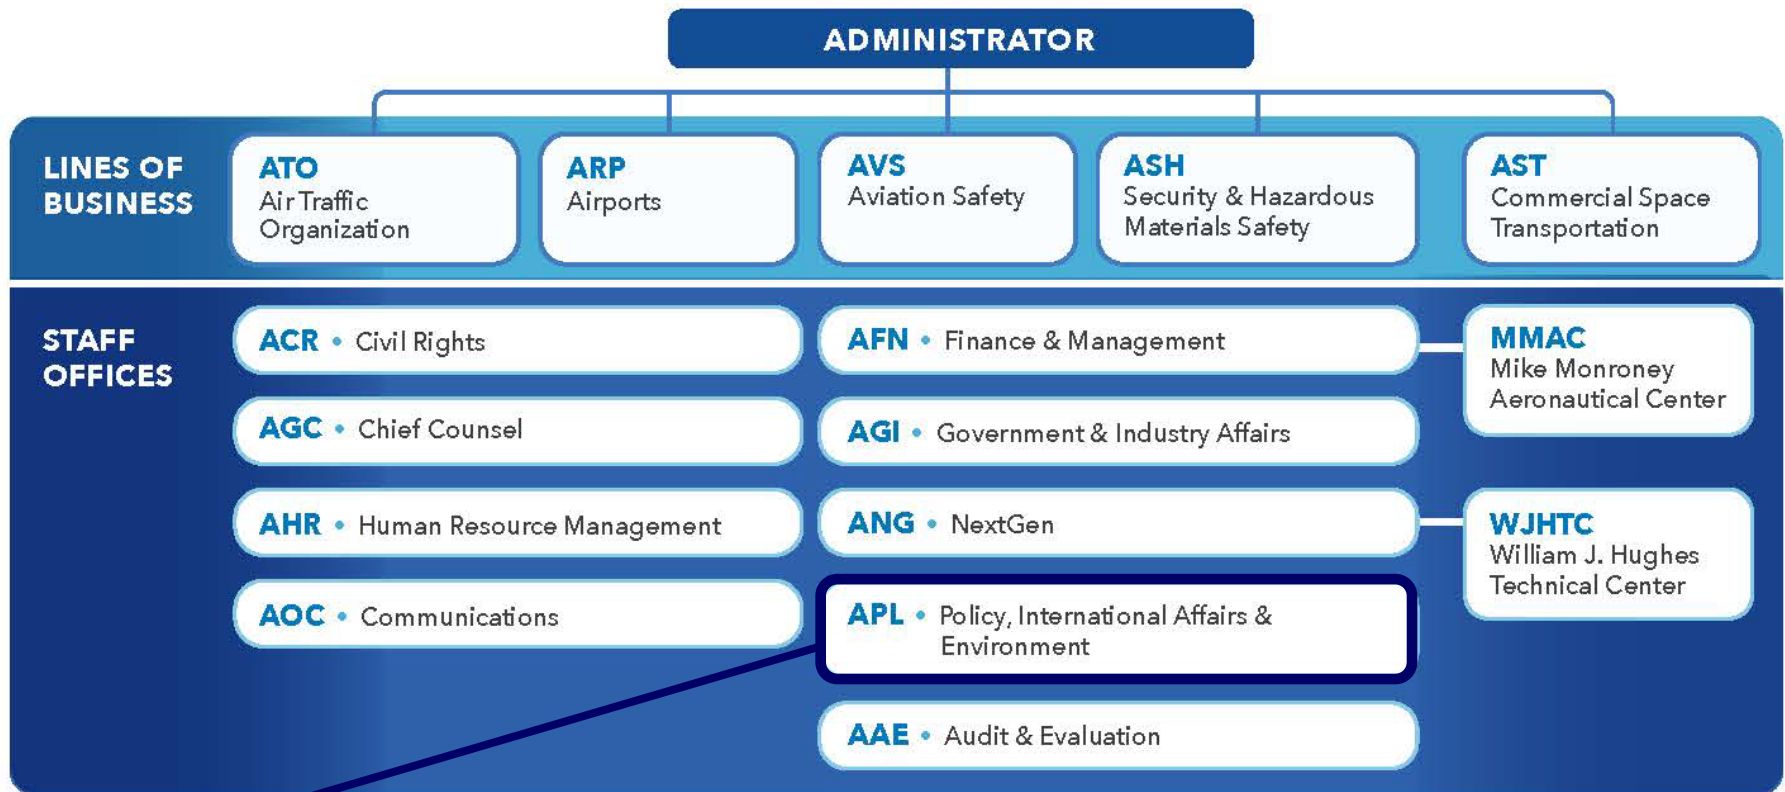 ADMINISTRATOR
LINES OF
BUSINESS
ATO
Air Traffic
Organization
ARP
Airports
AVS
Aviation Safety
ASH
Security & Hazardous
Materials Safety
AST
Commercial Space
Transportation
STAFF
OFFICES
ACR • Civil Rights
AGC • Chief Counsel
AHR • Human Resource Management
AOC • Communications
AFN • Finance & Management
AGI • Government & Industry Affairs
ANG • NextGen
APL • Policy, International Affairs &
Environment
AAE • Audit & Evaluation
MMAC
Mike Monroney
Aeronautical Center
WJHTC
William J. Hughes
Technical Center